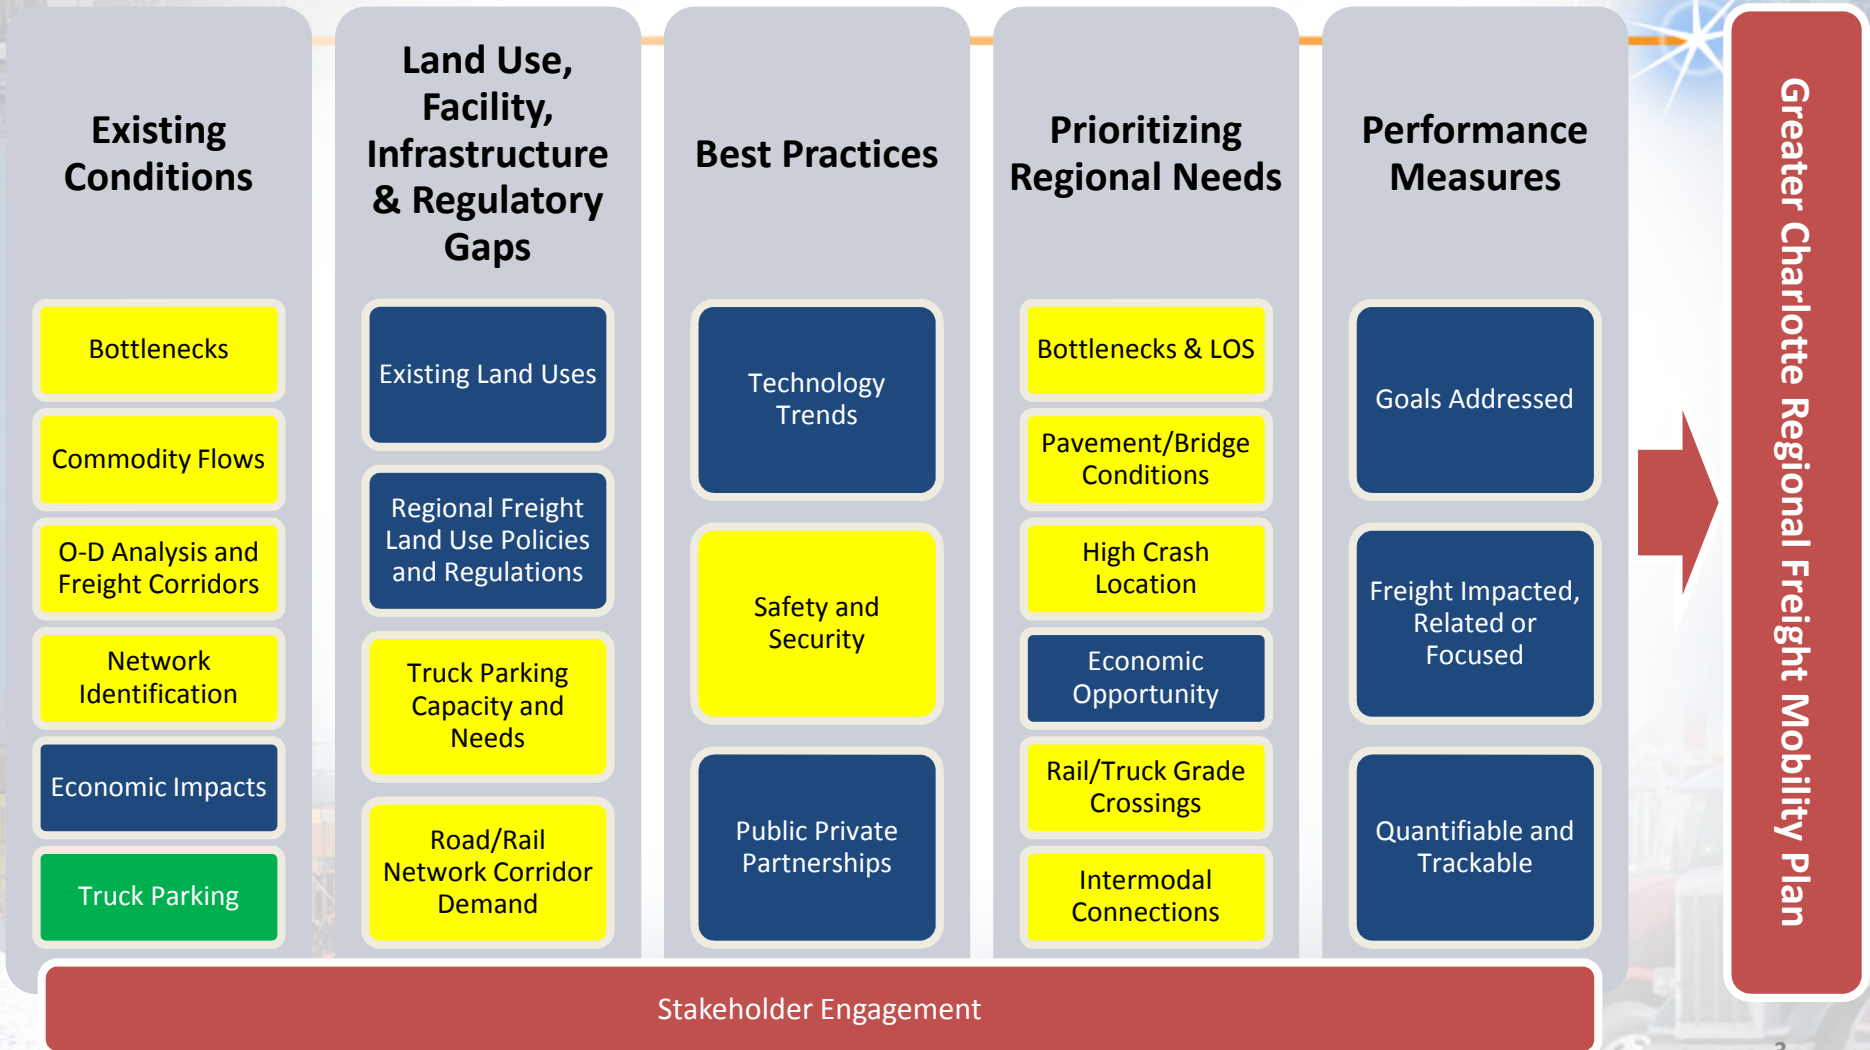 Existing
Conditions
Bottlenecks
Commodity Flows
O-D Analysis and
Freight Corridors
Network
Identification
Economic Impacts
Truck Parking
Land Use,
Facility,
Infrastructure
& Regulatory
Gaps
Existing Land Uses
Regional Freight
Land Use Policies
and Regulations
Truck Parking
Capacity and
Needs
Road/Rail
Network Corridor
Demand
Best Practices
Technology
Trends
Safety and
Security
Public Private
Partnerships
Prioritizing
Regional Needs
Bottlenecks & LOS
Pavement/Bridge
Conditions
High Crash
Location
Economic
Opportunity
Rail/Truck Grade
Crossings
Intermodal
Connections
Performance
Measures
Goals Addressed
Freight Impacted,
Related or
Focused
Quantifiable and
Trackable
Greater Charlotte Regional Freight Mobility Plan
Stakeholder Engagement
3